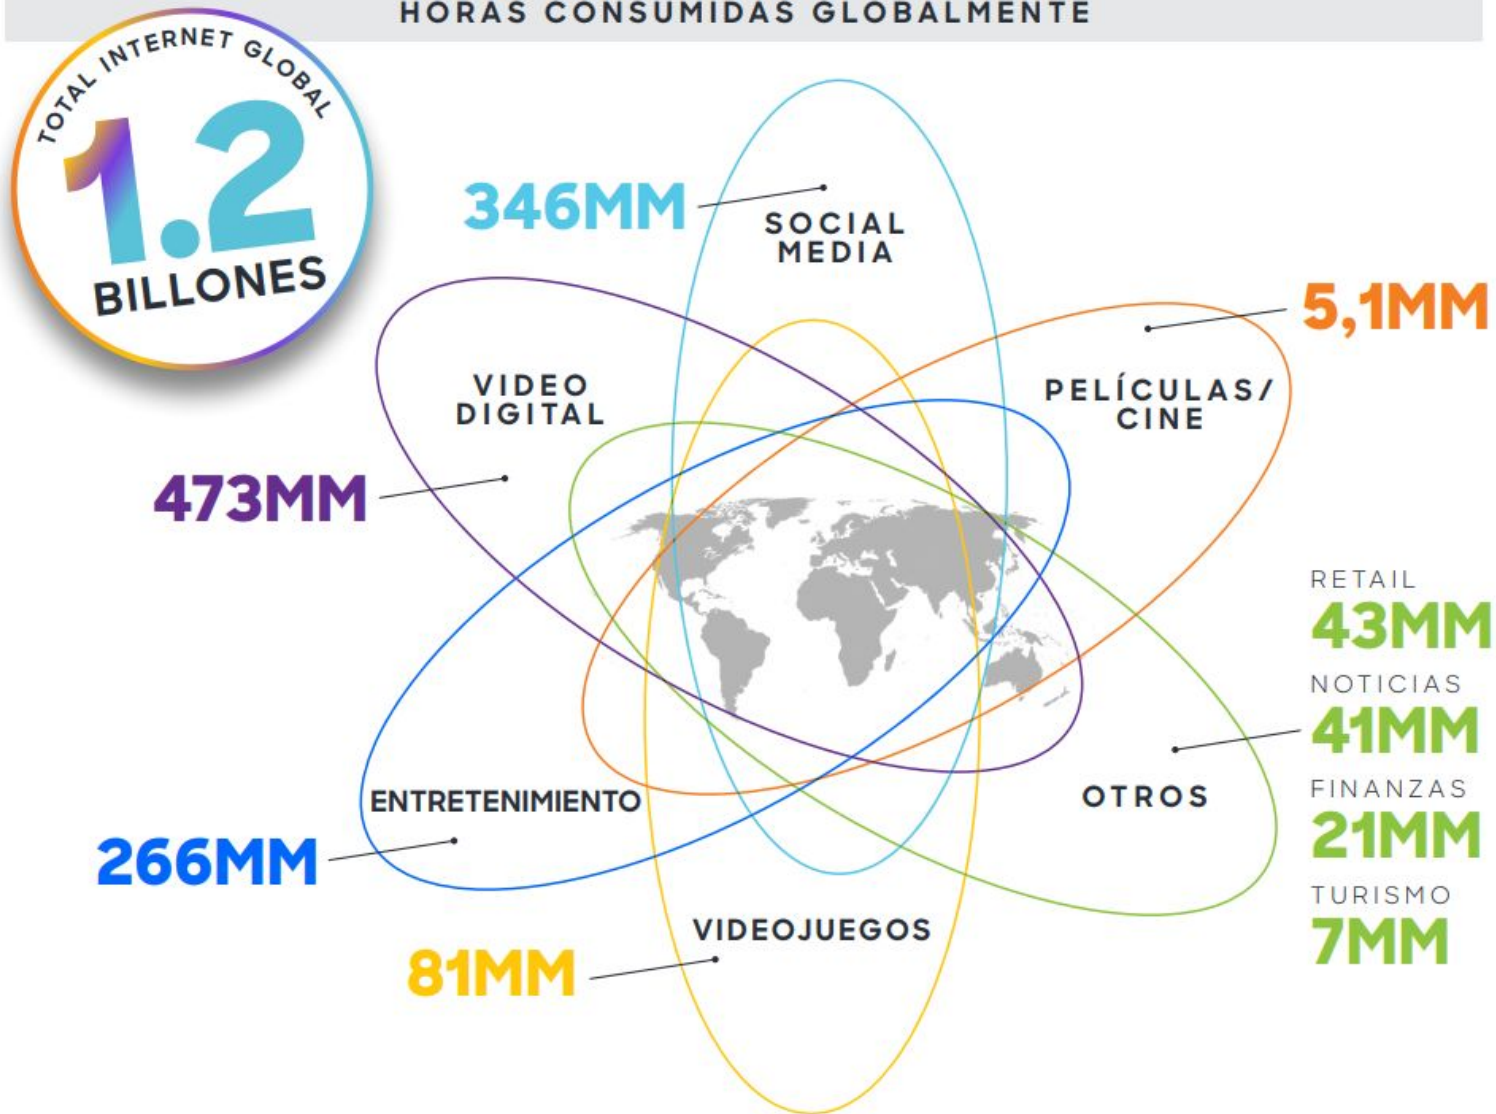 HORAS CONSUMIDAS GLOBALMENTE
TOTAL INTERNET GLOBAL
1.2
BILLONES
346MM
SOCIAL
MEDIA
5,1MM
PELÍCULAS/
CINE
VIDEO
DIGITAL
473MM
RETAIL
43MM
NOTICIAS
41MM
FINANZAS
21MM
TURISMO
7MM
OTROS
ENTRETENIMIENTO
266MM
VIDEOJUEGOS
81MM